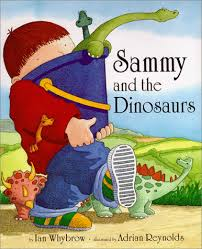 Sammy
and the
Dinosaurs
by Ian Whybrow illustrated by Adrian Reynolds